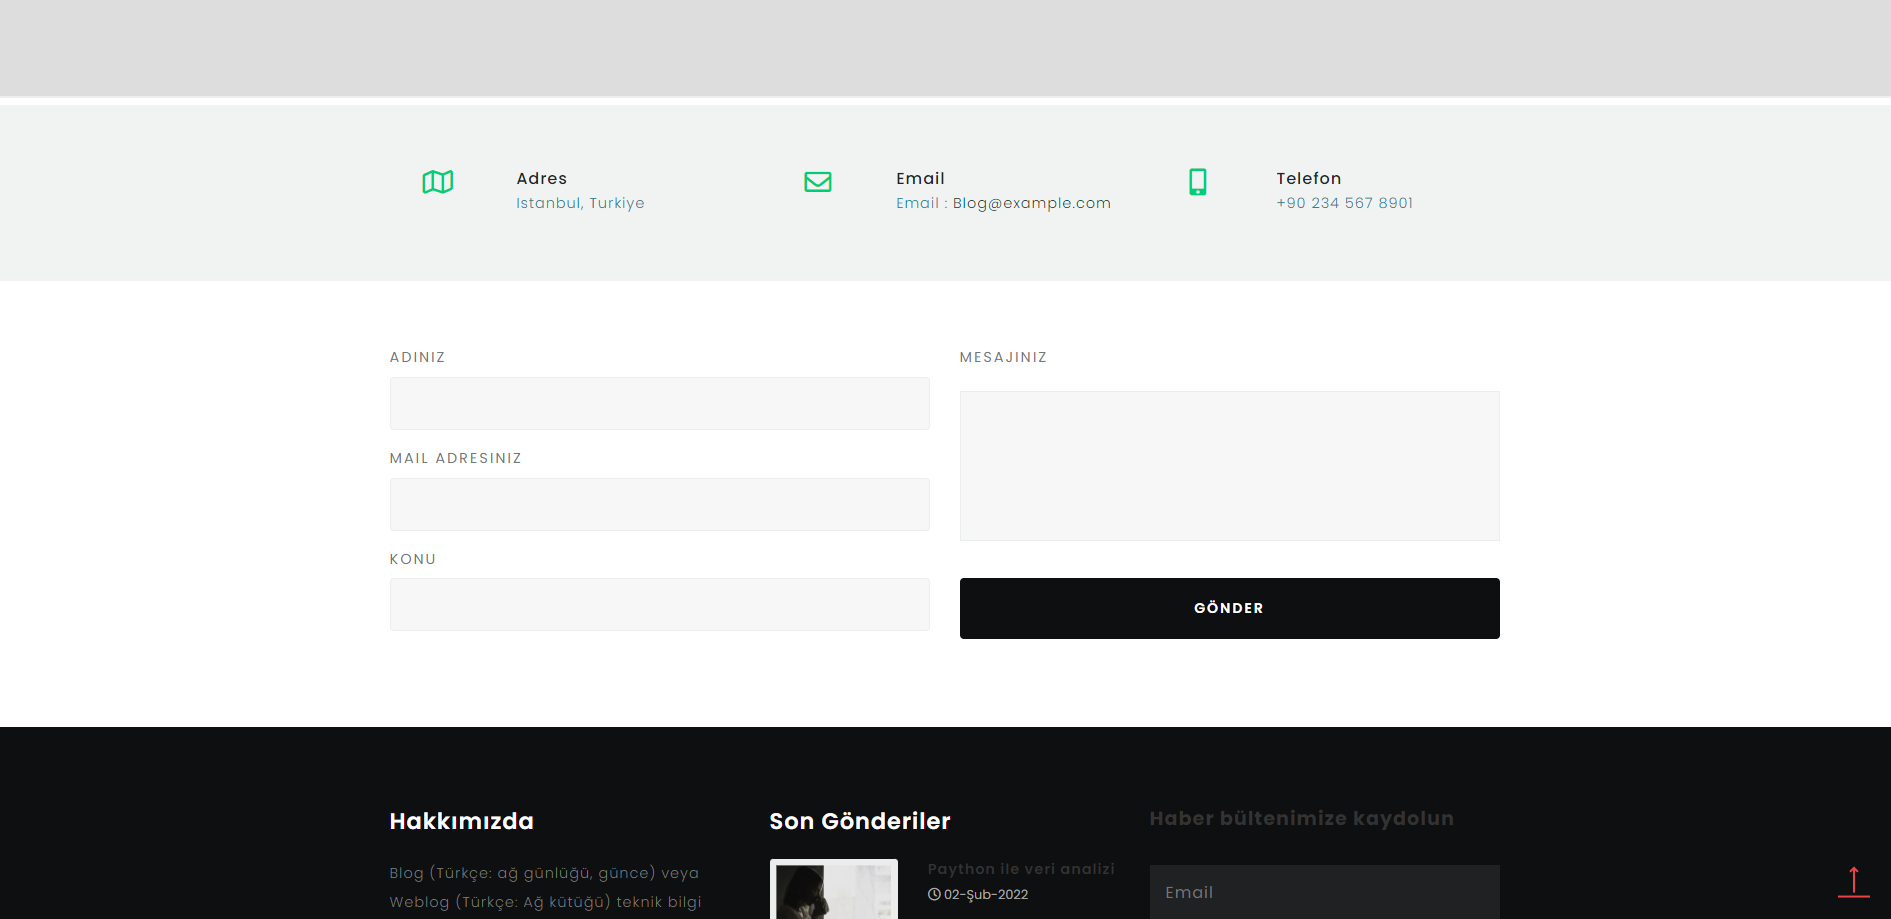 Adres
Istanbul, Turkiye
Email
Email : Blog@example.com
Telefon
+90 234 567 8901
ADINIZ
MAIL ADRESINIZ
KONU
MESAJINIZ
GÖNDER
Hakkımızda
Blog (Türkçe: ağ günlüğü, günce) veya
Weblog (Türkçe: Ağ kütüğü) teknik bilgi
Son Gönderiler
Paython ile veri analizi
02-Şub-2022
Haber bültenimize kaydolun
Email